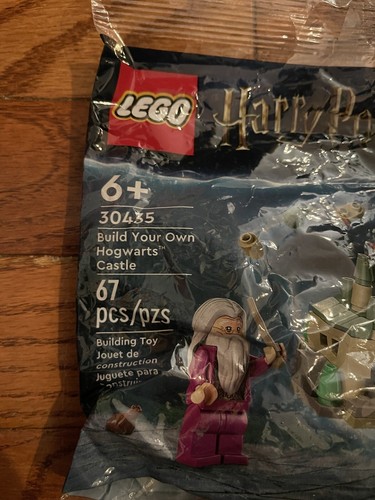 LEGO
Harry Po
6+
30435
Build Your Own
Hogwarts™
Castle
67
pcs/pzs
Building Toy
Jouet de
construction
Juguete para